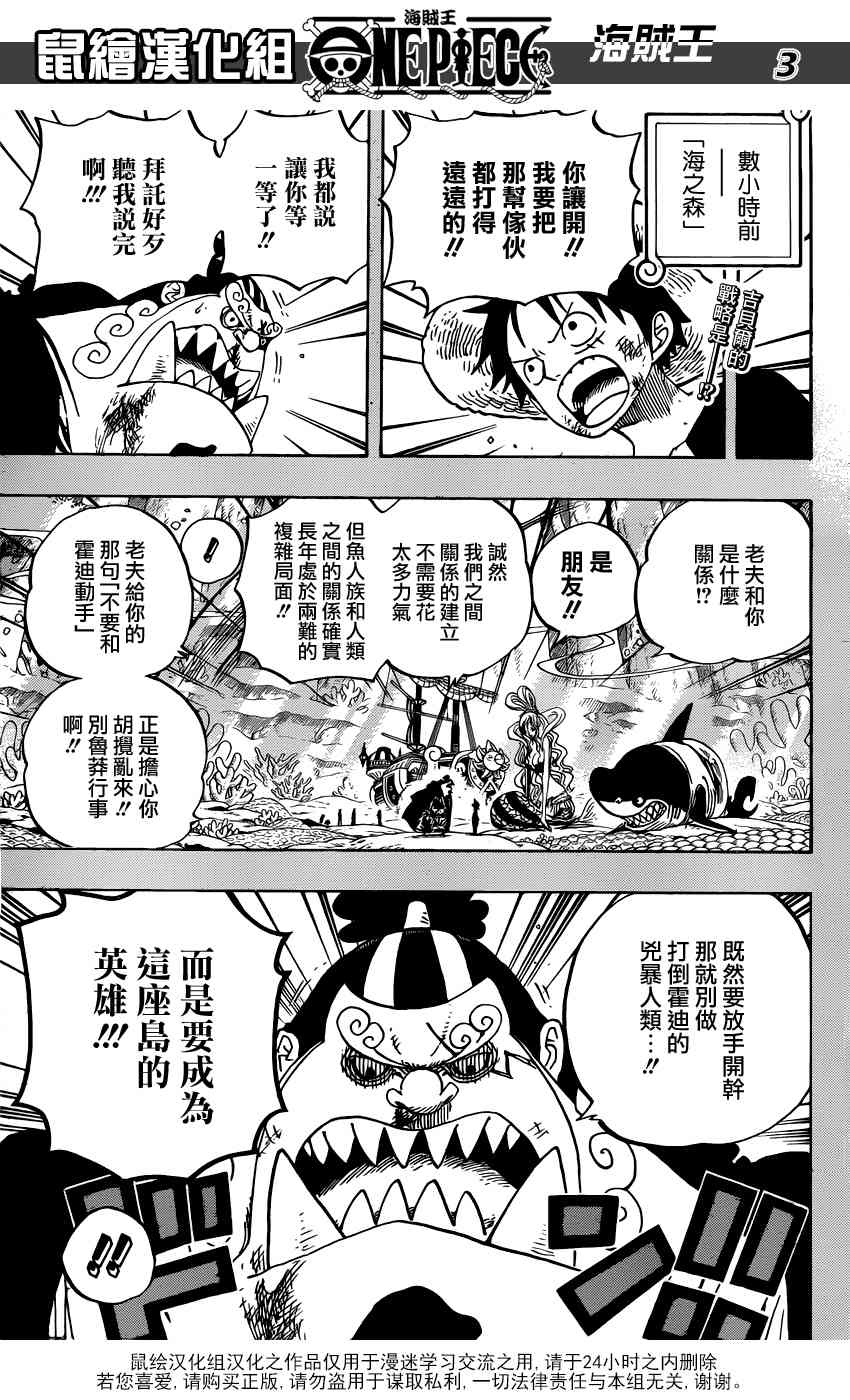 鼠繪漢化組
海賊王
ONE PIECE
海賊王
3
數小時前
——
「海之森」
吉貝爾的
戰略是——!?
你讓開!!
我要把
那幫傢伙
都打得
遠遠的!!
我都說
讓你等
一等了!!
拜託好歹
聽我說完
啊!!!
老夫和你
是什麼
關係!?
是
朋友!!
誠然
我們之間
關係的建立
不需要花
太多力氣
但魚人族和人類
之間的關係確實
長年處於兩難的
複雜局面!!
!
老夫給你的
那句「不要和
霍迪動手」
正是擔心你
胡攪亂來!!
別魯莽行事
啊!!
既然要放手開幹
那就別做
打倒霍迪的
兇暴人類…!!
而是要成為
這座島的
英雄!!!
!!
ドドン
鼠绘汉化组汉化之作品仅用于漫迷学习交流之用, 请于24小时之内删除
若您喜爱, 请购买正版, 请勿盗用于谋取私利, 一切法律责任与本组无关, 谢谢。